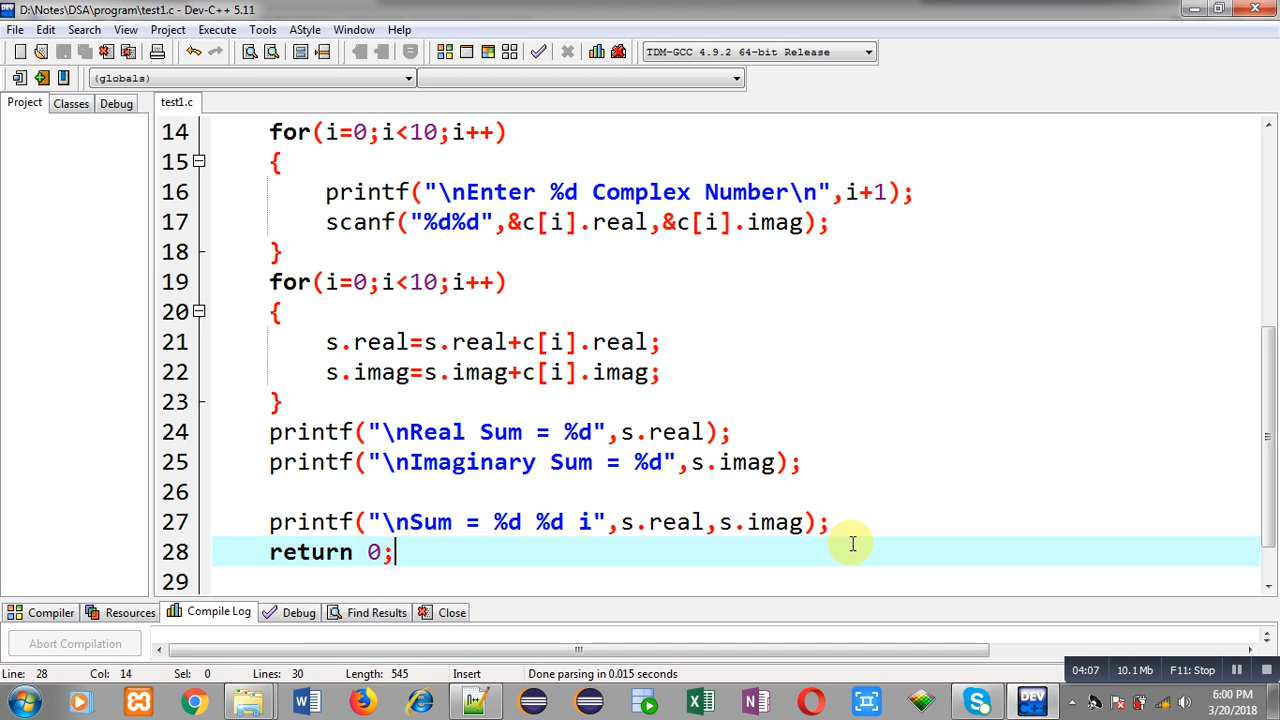 D:\Notes\DSA\program\test1.c - Dev-C++ 5.11
File Edit Search View Project Execute Tools AStyle Window Help
TDM-GCC 4.9.2 64-bit Release
(globals)
Project Classes Debug test1.c
14 for(i=0;i<10;i++)
15 {
16 printf("\nEnter %d Complex Number\n",i+1);
17 scanf("%d%d",&c[i].real,&c[i].imag);
18 }
19 for(i=0;i<10;i++)
20 {
21 s.real=s.real+c[i].real;
22 s.imag=s.imag+c[i].imag;
23 }
24 printf("\nReal Sum = %d",s.real);
25 printf("\nImaginary Sum = %d",s.imag);
26
27 printf("\nSum = %d %d i",s.real,s.imag);
28 return 0;
29
Compiler Resources Compile Log Debug Find Results Close
Abort Compilation
Line: 28 Col: 14 Sel: 0 Lines: 30 Length: 545 Insert Done parsing in 0.015 seconds
04:07 10.1 Mb F11: Stop
DEV
6:00 PM
3/20/2018